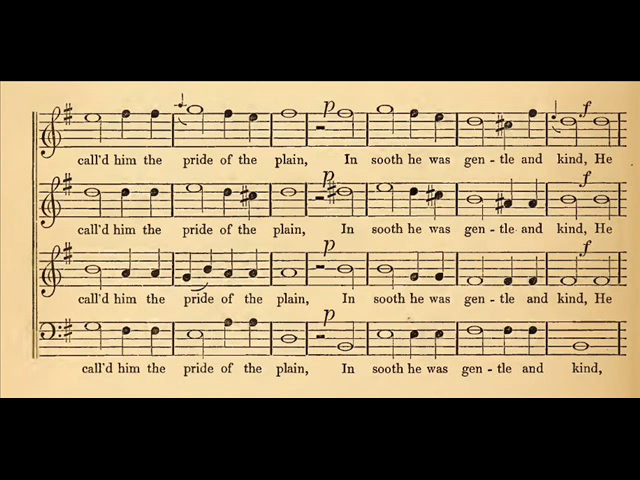 p f
call'd him the pride of the plain, In sooth he was gen - tle and kind, He
p f
call'd him the pride of the plain, In sooth he was gen - tle and kind, He
p f
call'd him the pride of the plain, In sooth he was gen - tle and kind, He
p
call'd him the pride of the plain, In sooth he was gen - tle and kind,